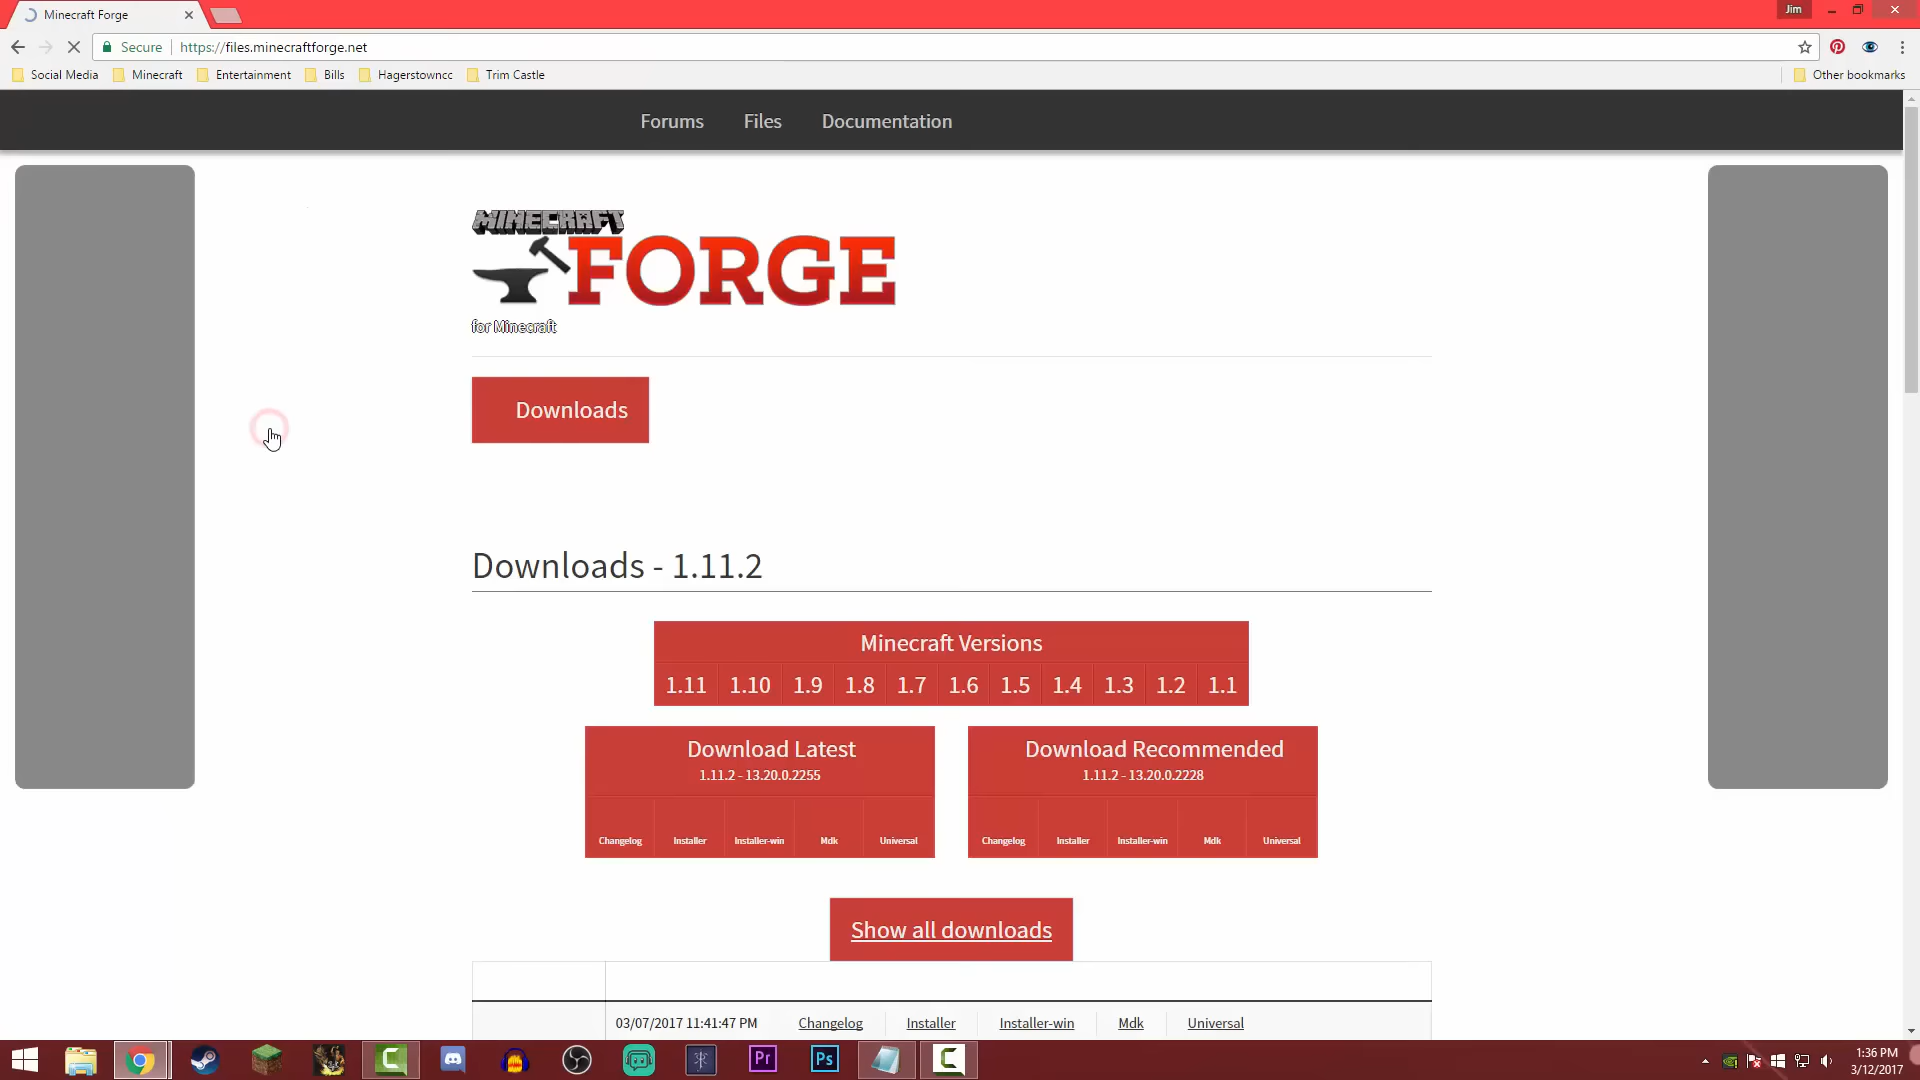 Minecraft Forge
Jim
Secure https://files.minecraftforge.net
Social Media Minecraft Entertainment Bills Hagerstowncc Trim Castle Other bookmarks
Forums Files Documentation
MINECRAFT
FORGE
for Minecraft
Downloads
Downloads - 1.11.2
Minecraft Versions
1.11 1.10 1.9 1.8 1.7 1.6 1.5 1.4 1.3 1.2 1.1
Download Latest
1.11.2 - 13.20.0.2255
Changelog Installer Installer-win Mdk Universal
Download Recommended
1.11.2 - 13.20.0.2228
Changelog Installer Installer-win Mdk Universal
Show all downloads
03/07/2017 11:41:47 PM Changelog Installer Installer-win Mdk Universal
Pr Ps
1:36 PM
3/12/2017